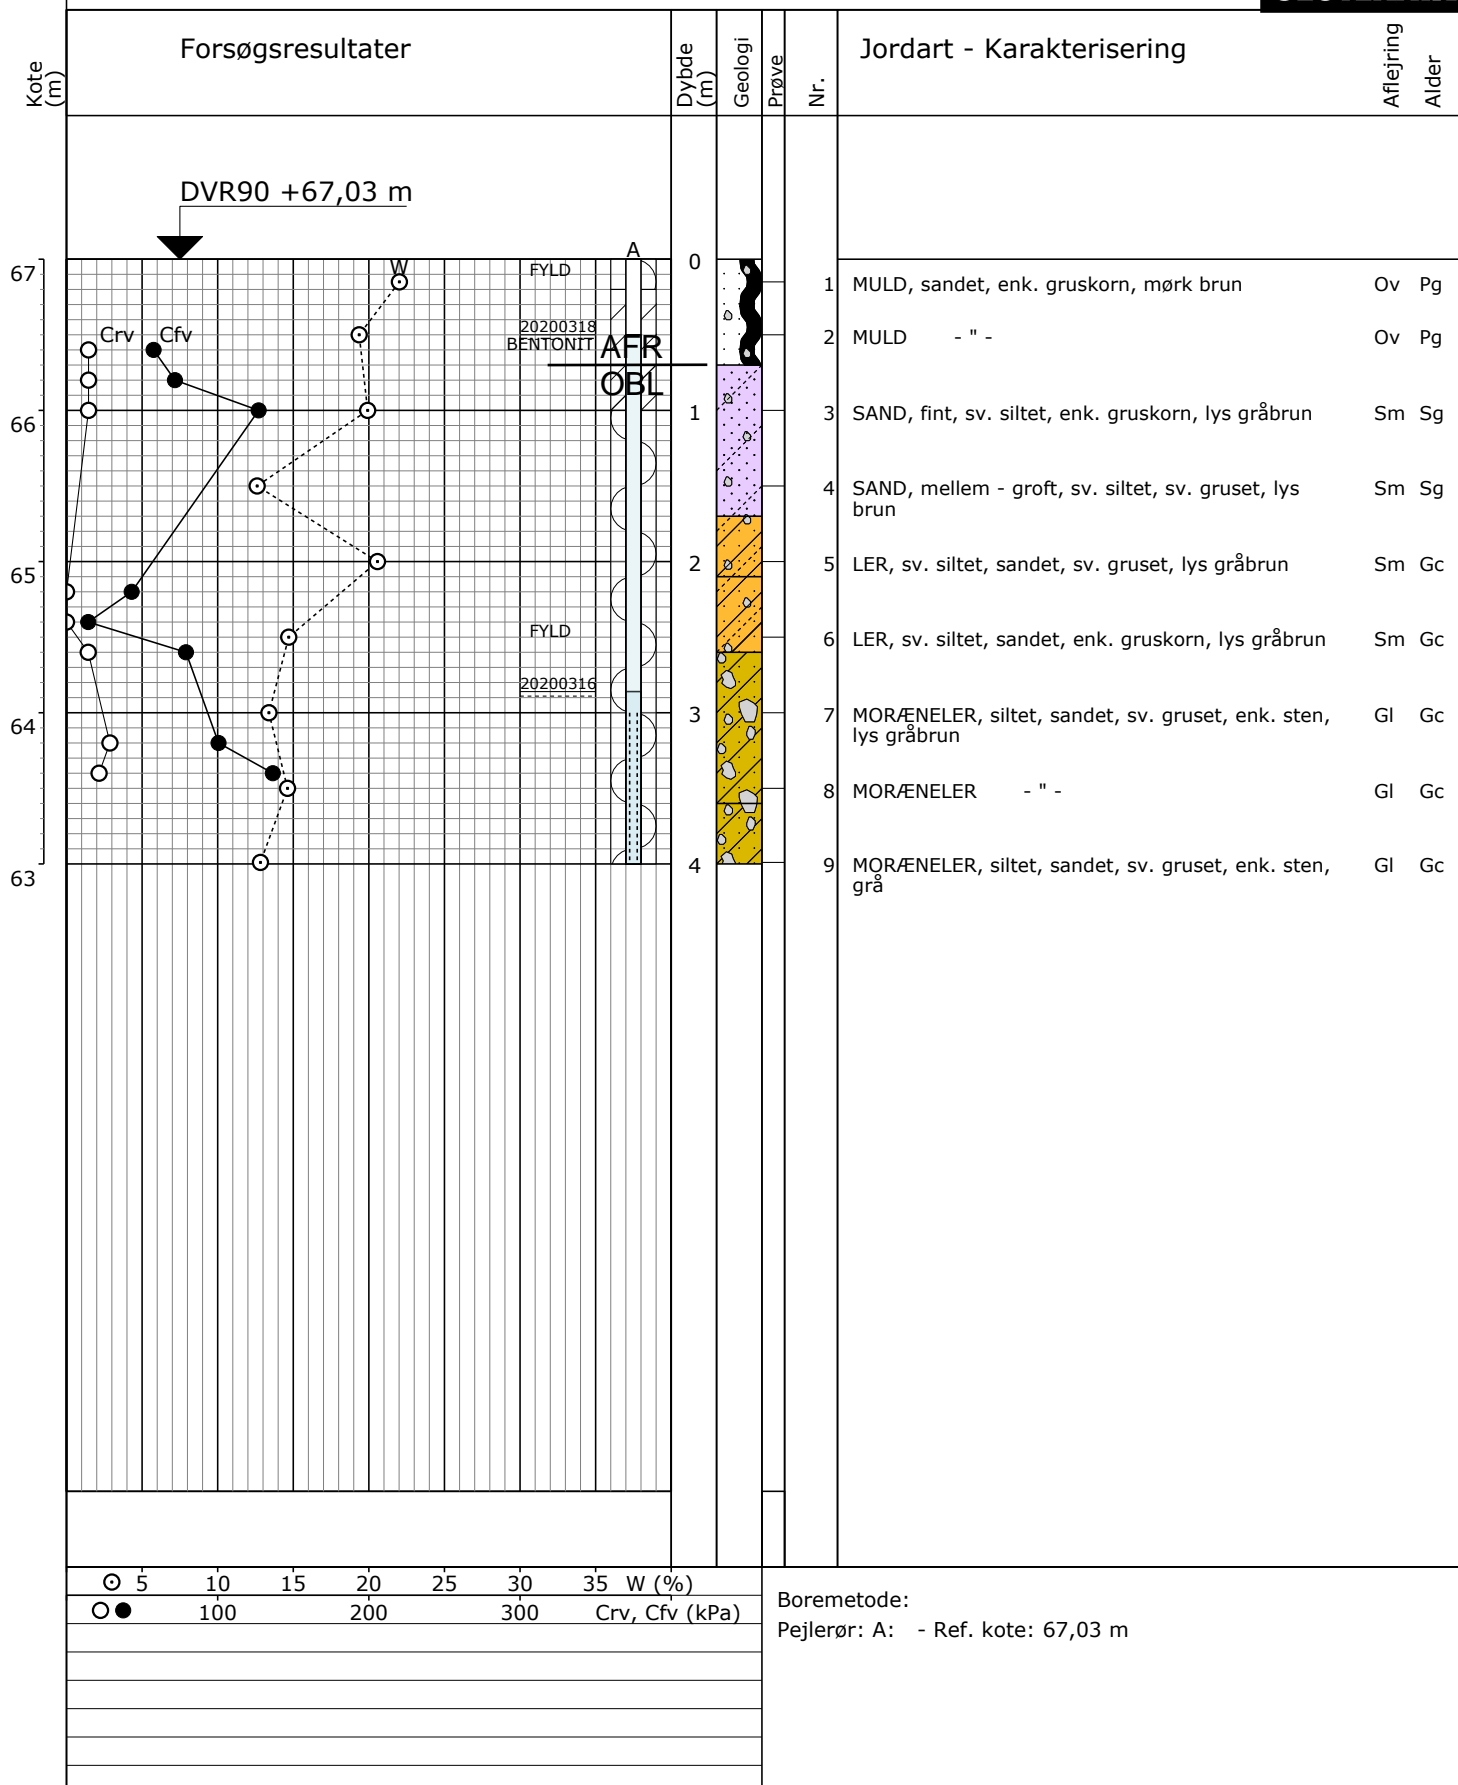 Kote (m)
Forsøgsresultater
Dybde (m)
Geologi
Prøve
Nr.
Jordart - Karakterisering
Aflejring
Alder
DVR90 +67,03 m
A
67
W
FYLD
0
1 MULD, sandet, enk. gruskorn, mørk brun Ov Pg
Crv Cfv
20200318
BENTONIT
AFR
2 MULD - " - Ov Pg
OBL
66
1
3 SAND, fint, sv. siltet, enk. gruskorn, lys gråbrun Sm Sg
4 SAND, mellem - groft, sv. siltet, sv. gruset, lys Sm Sg
brun
65
2
5 LER, sv. siltet, sandet, sv. gruset, lys gråbrun Sm Gc
FYLD
6 LER, sv. siltet, sandet, enk. gruskorn, lys gråbrun Sm Gc
20200316
64
3
7 MORÆNELER, siltet, sandet, sv. gruset, enk. sten, Gl Gc
lys gråbrun
8 MORÆNELER - " - Gl Gc
63
4
9 MORÆNELER, siltet, sandet, sv. gruset, enk. sten, Gl Gc
grå
5 10 15 20 25 30 35 W (%)
100 200 300 Crv, Cfv (kPa)
Boremetode:
Pejlerør: A: - Ref. kote: 67,03 m